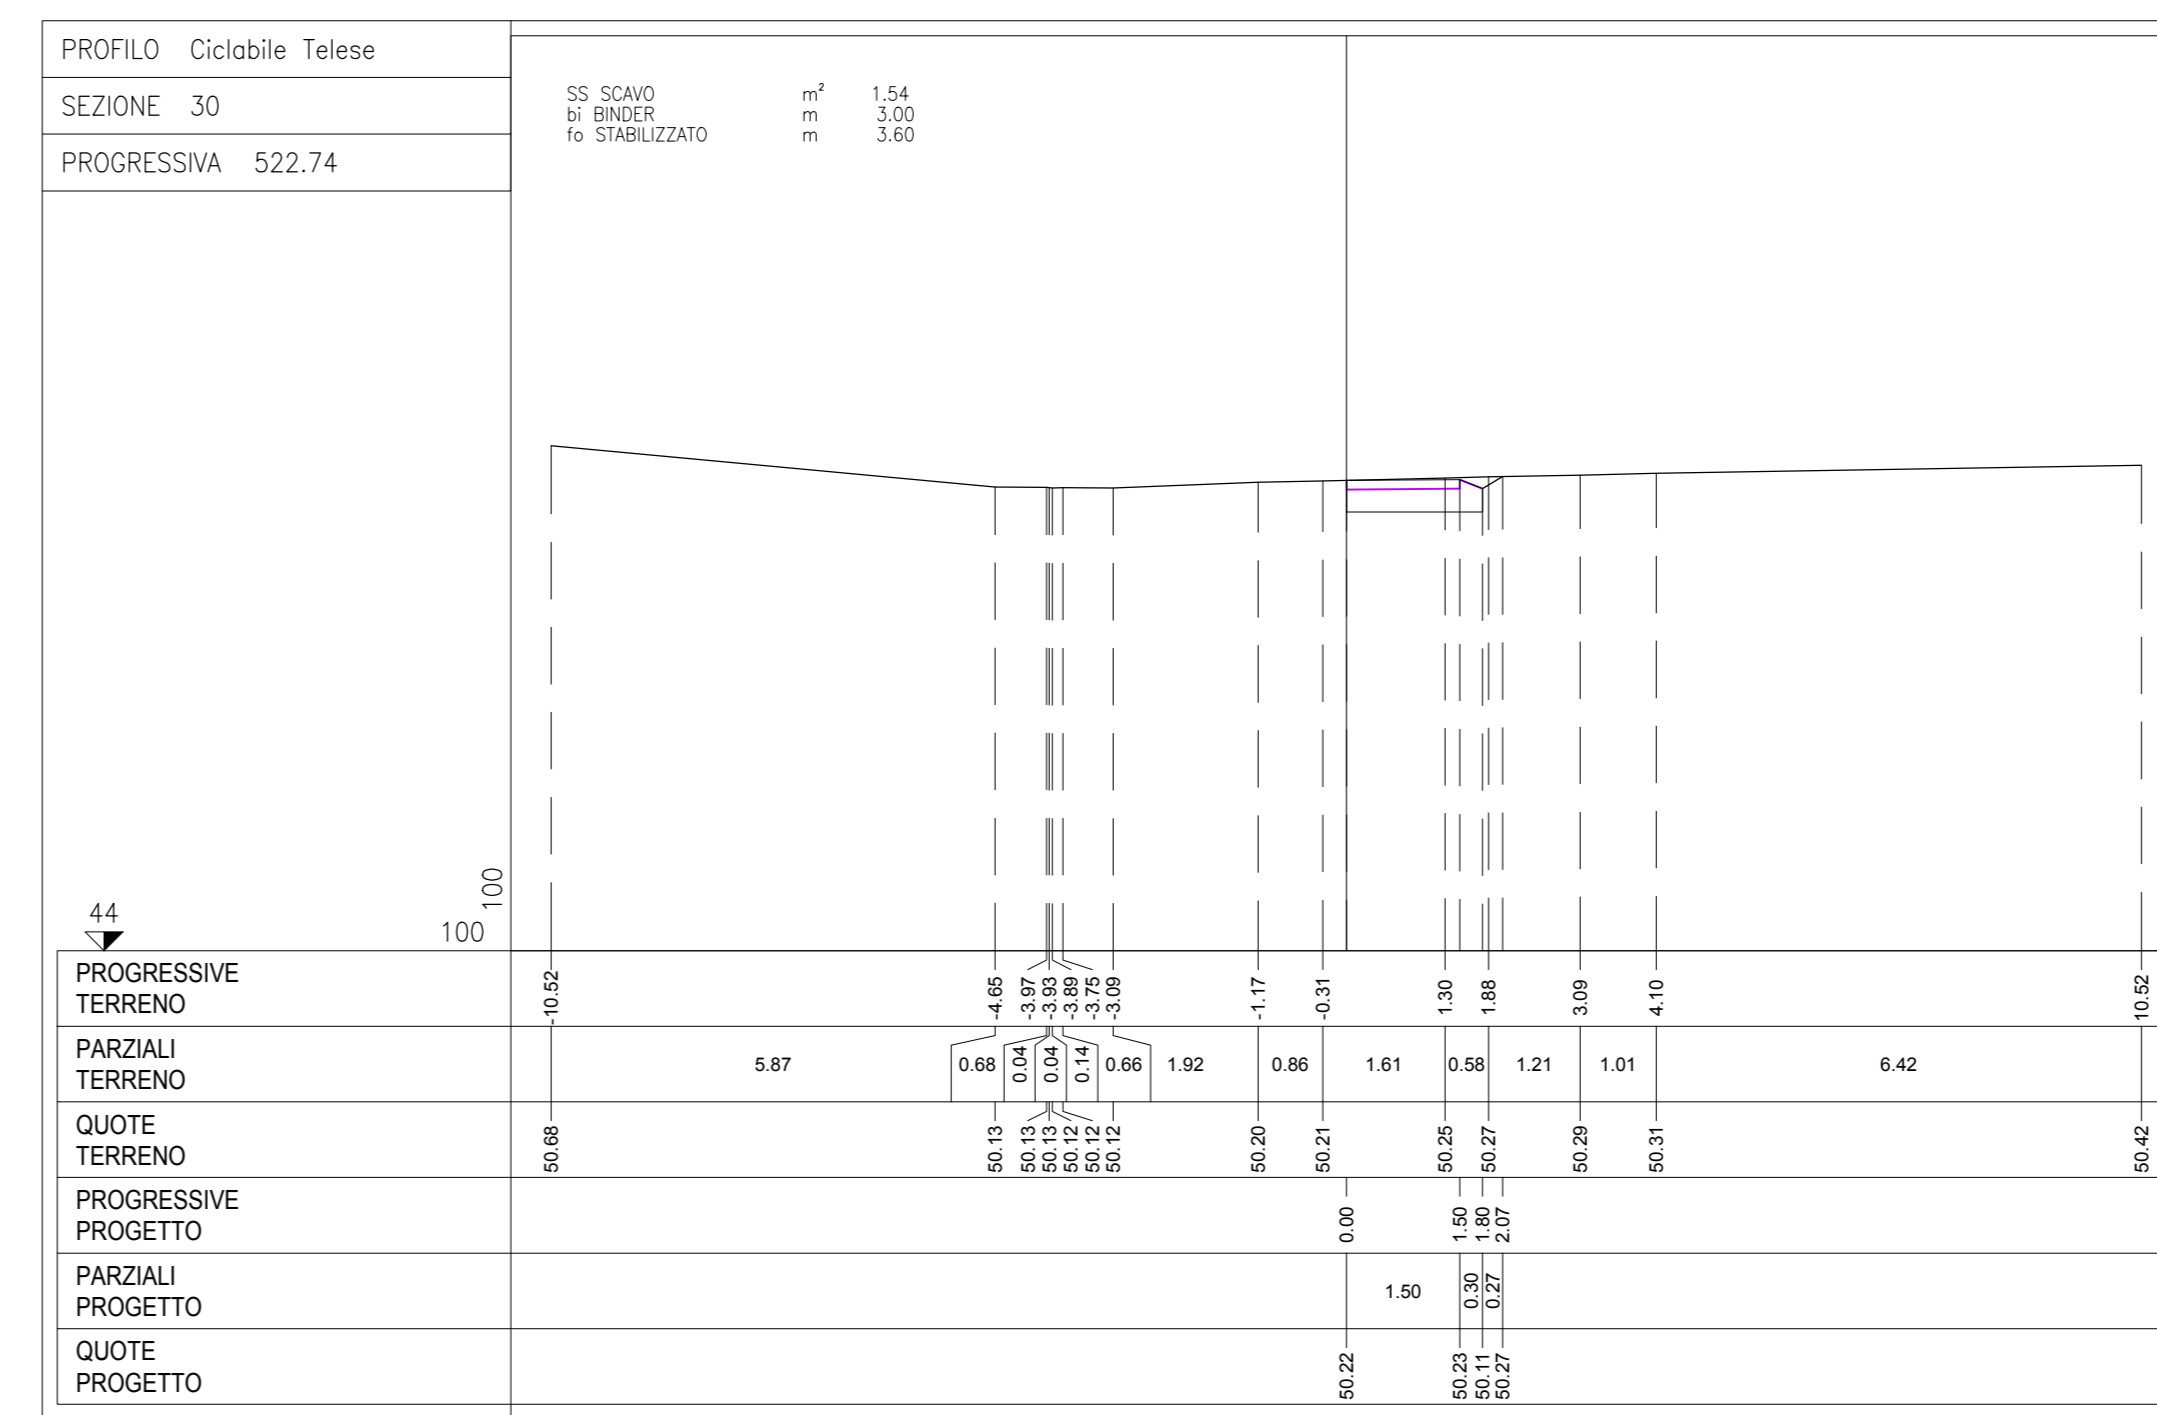 PROFILO Ciclabile Telese
SEZIONE 30
PROGRESSIVA 522.74
SS SCAVO m² 1.54
bi BINDER m 3.00
fo STABILIZZATO m 3.60
100
44
100
PROGRESSIVE
TERRENO
-10.52 -4.65 -3.97 -3.93 -3.89 -3.75 -3.09 -1.17 -0.31 1.30 1.88 3.09 4.10 10.52
PARZIALI
TERRENO
5.87 0.68 0.04 0.04 0.14 0.66 1.92 0.86 1.61 0.58 1.21 1.01 6.42
QUOTE
TERRENO
50.68 50.13 50.13 50.13 50.12 50.12 50.12 50.20 50.21 50.25 50.27 50.29 50.31 50.42
PROGRESSIVE
PROGETTO
0.00 1.50 1.80 2.07
PARZIALI
PROGETTO
1.50 0.30 0.27
QUOTE
PROGETTO
50.22 50.23 50.11 50.27